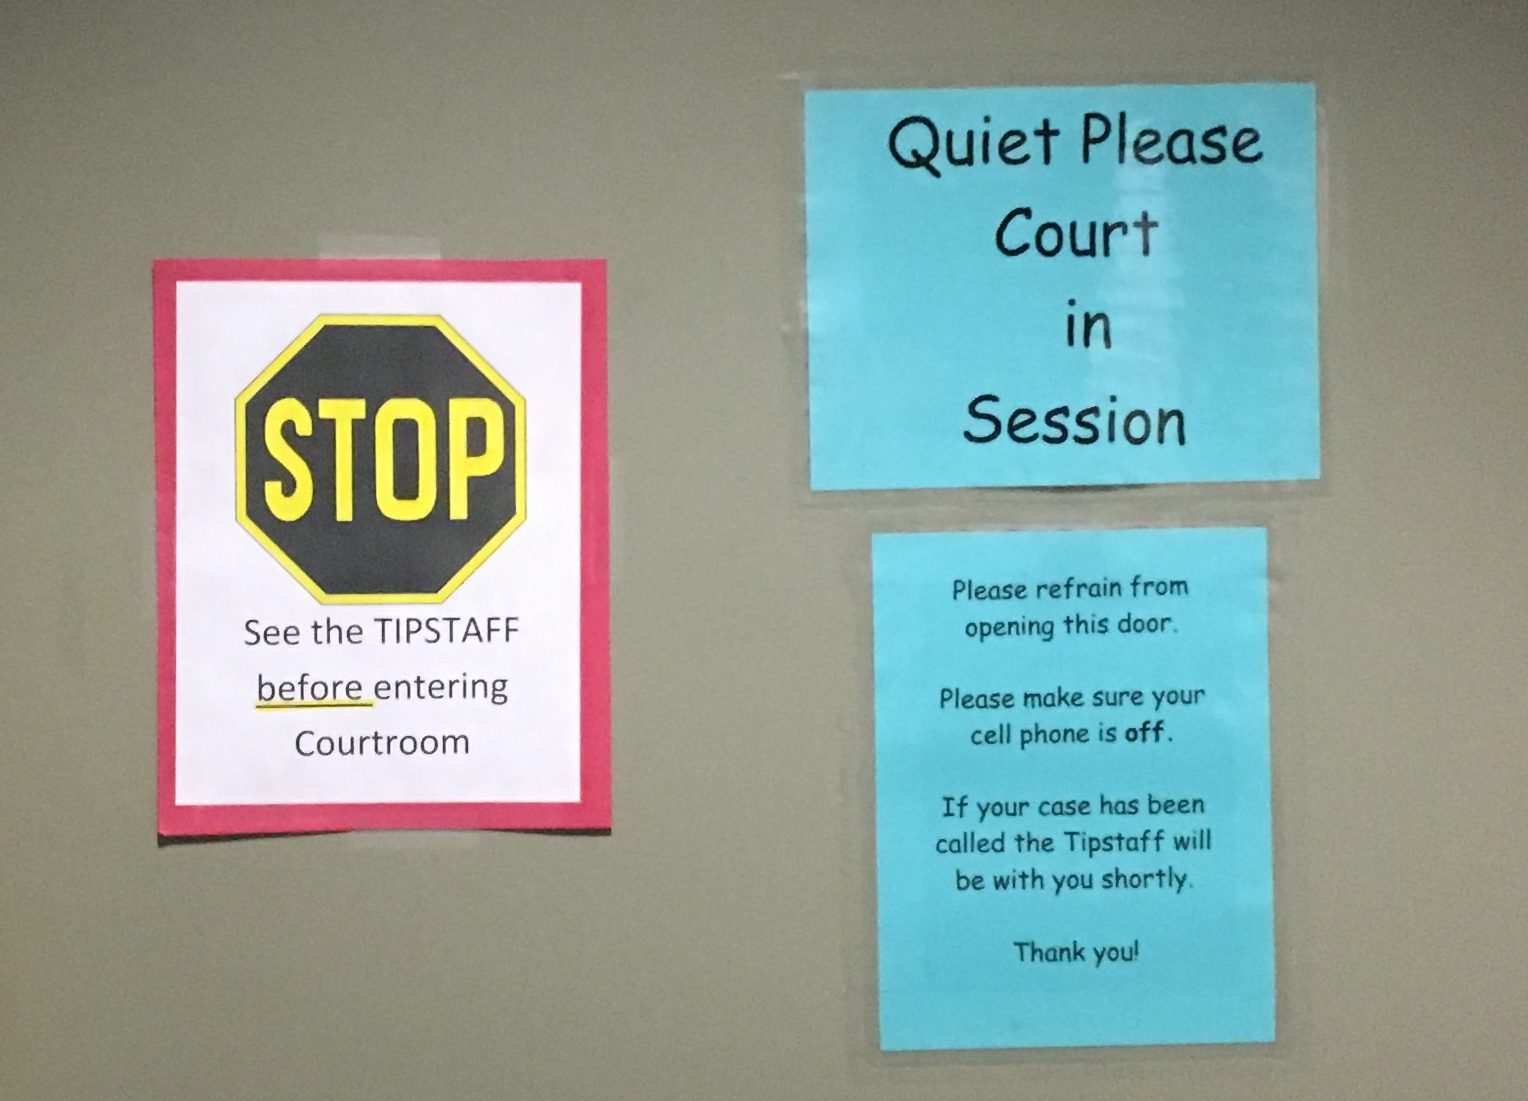 STOP
See the TIPSTAFF
before entering
Courtroom
Quiet Please
Court
in
Session
Please refrain from
opening this door.
Please make sure your
cell phone is off.
If your case has been
called the Tipstaff will
be with you shortly.
Thank you!